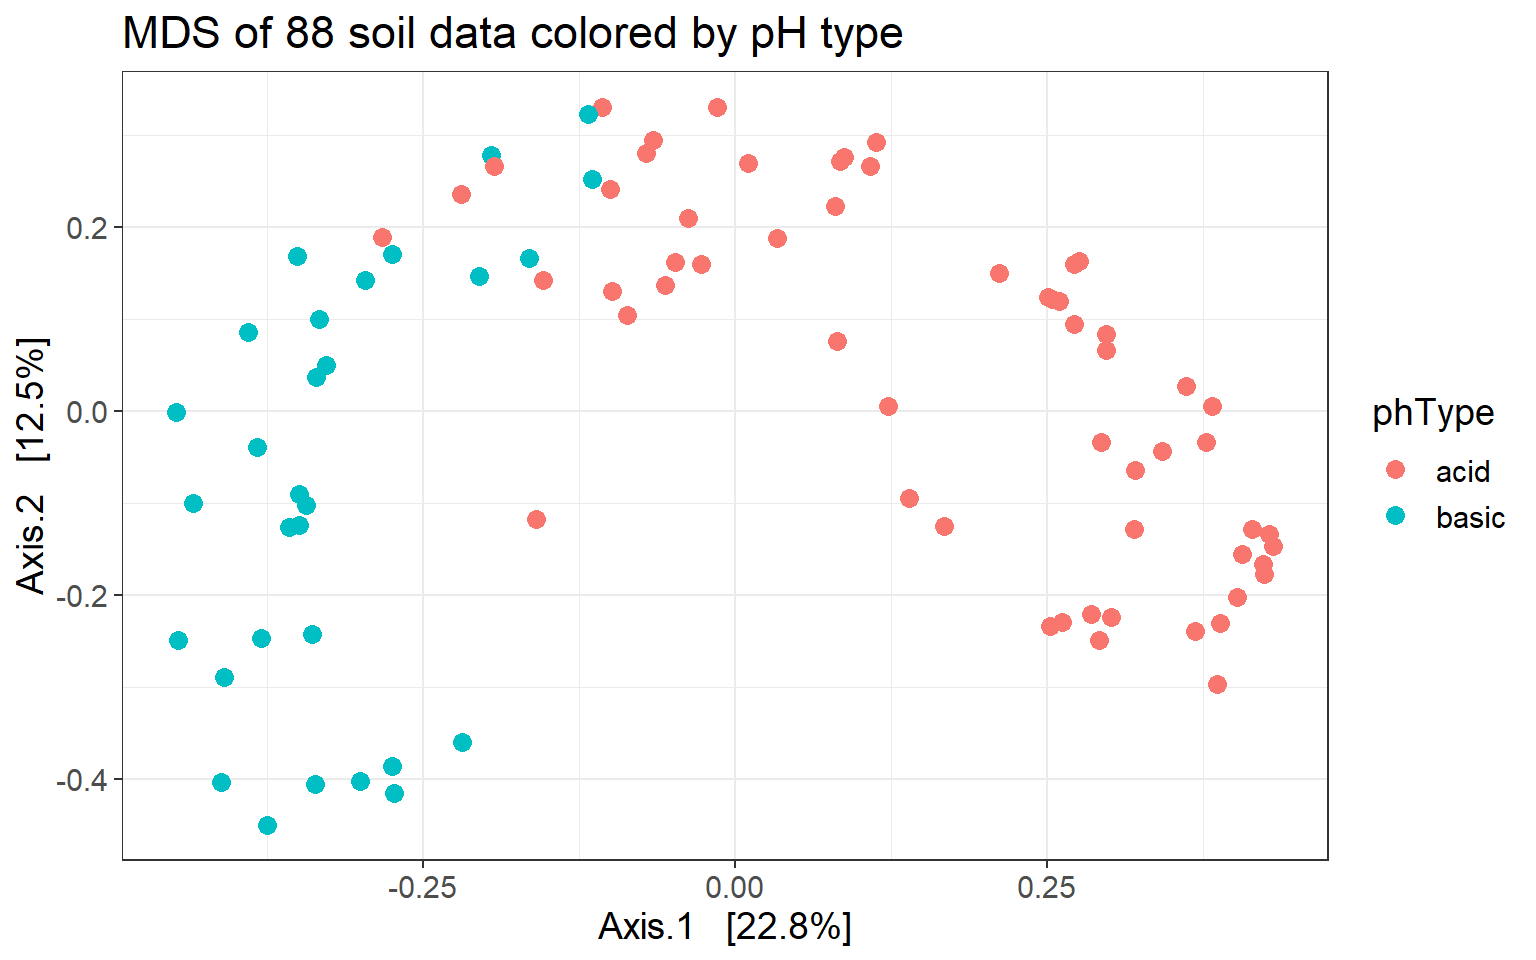 MDS of 88 soil data colored by pH type
Axis.2 [12.5%]
0.2
0.0
-0.2
-0.4
-0.25
0.00
0.25
Axis.1 [22.8%]
phType
acid
basic